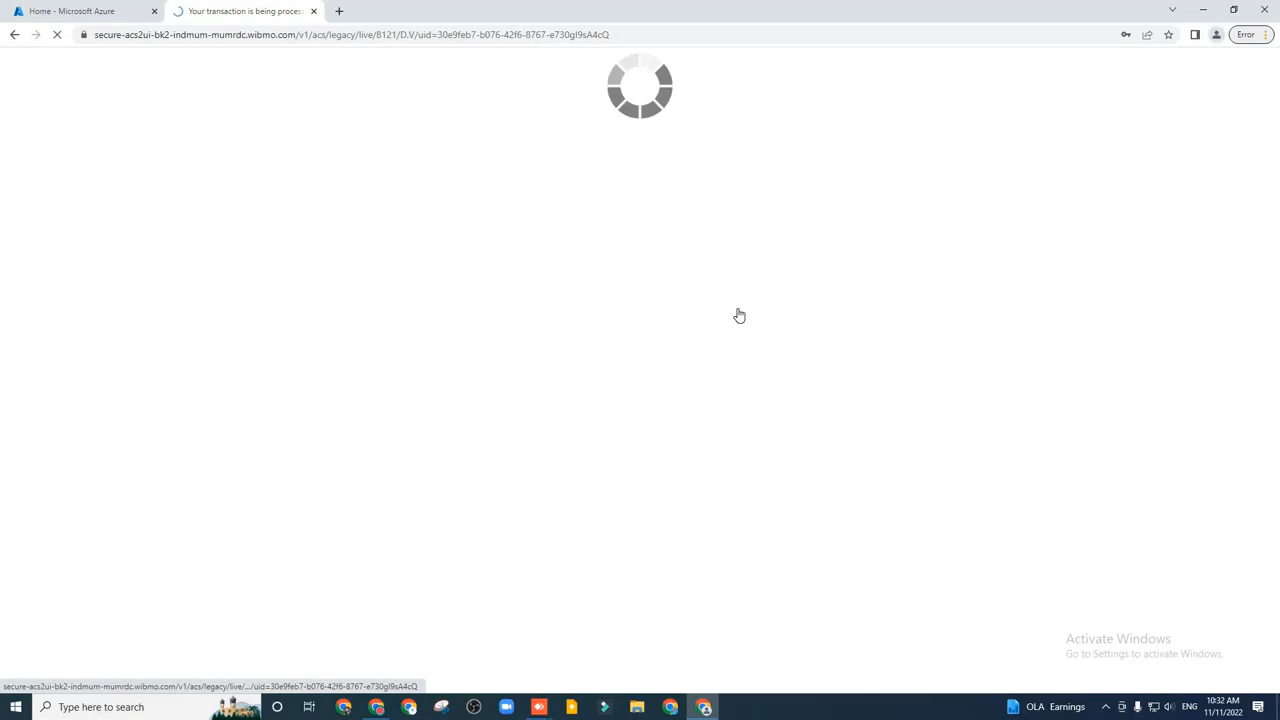 Home - Microsoft Azure
Your transaction is being proces
secure-acs2ui-bk2-indmum-mumrdc.wibmo.com/v1/acs/legacy/live/8121/D.V/uid=30e9feb7-b076-42f6-8767-e730gI9sA4cQ
Error
Activate Windows
Go to Settings to activate Windows.
secure-acs2ui-bk2-indmum-mumrdc.wibmo.com/v1/acs/legacy/live/.../uid=30e9feb7-b076-42f6-8767-e730gI9sA4cQ
Type here to search
OLA Earnings
ENG
10:32 AM
11/11/2022